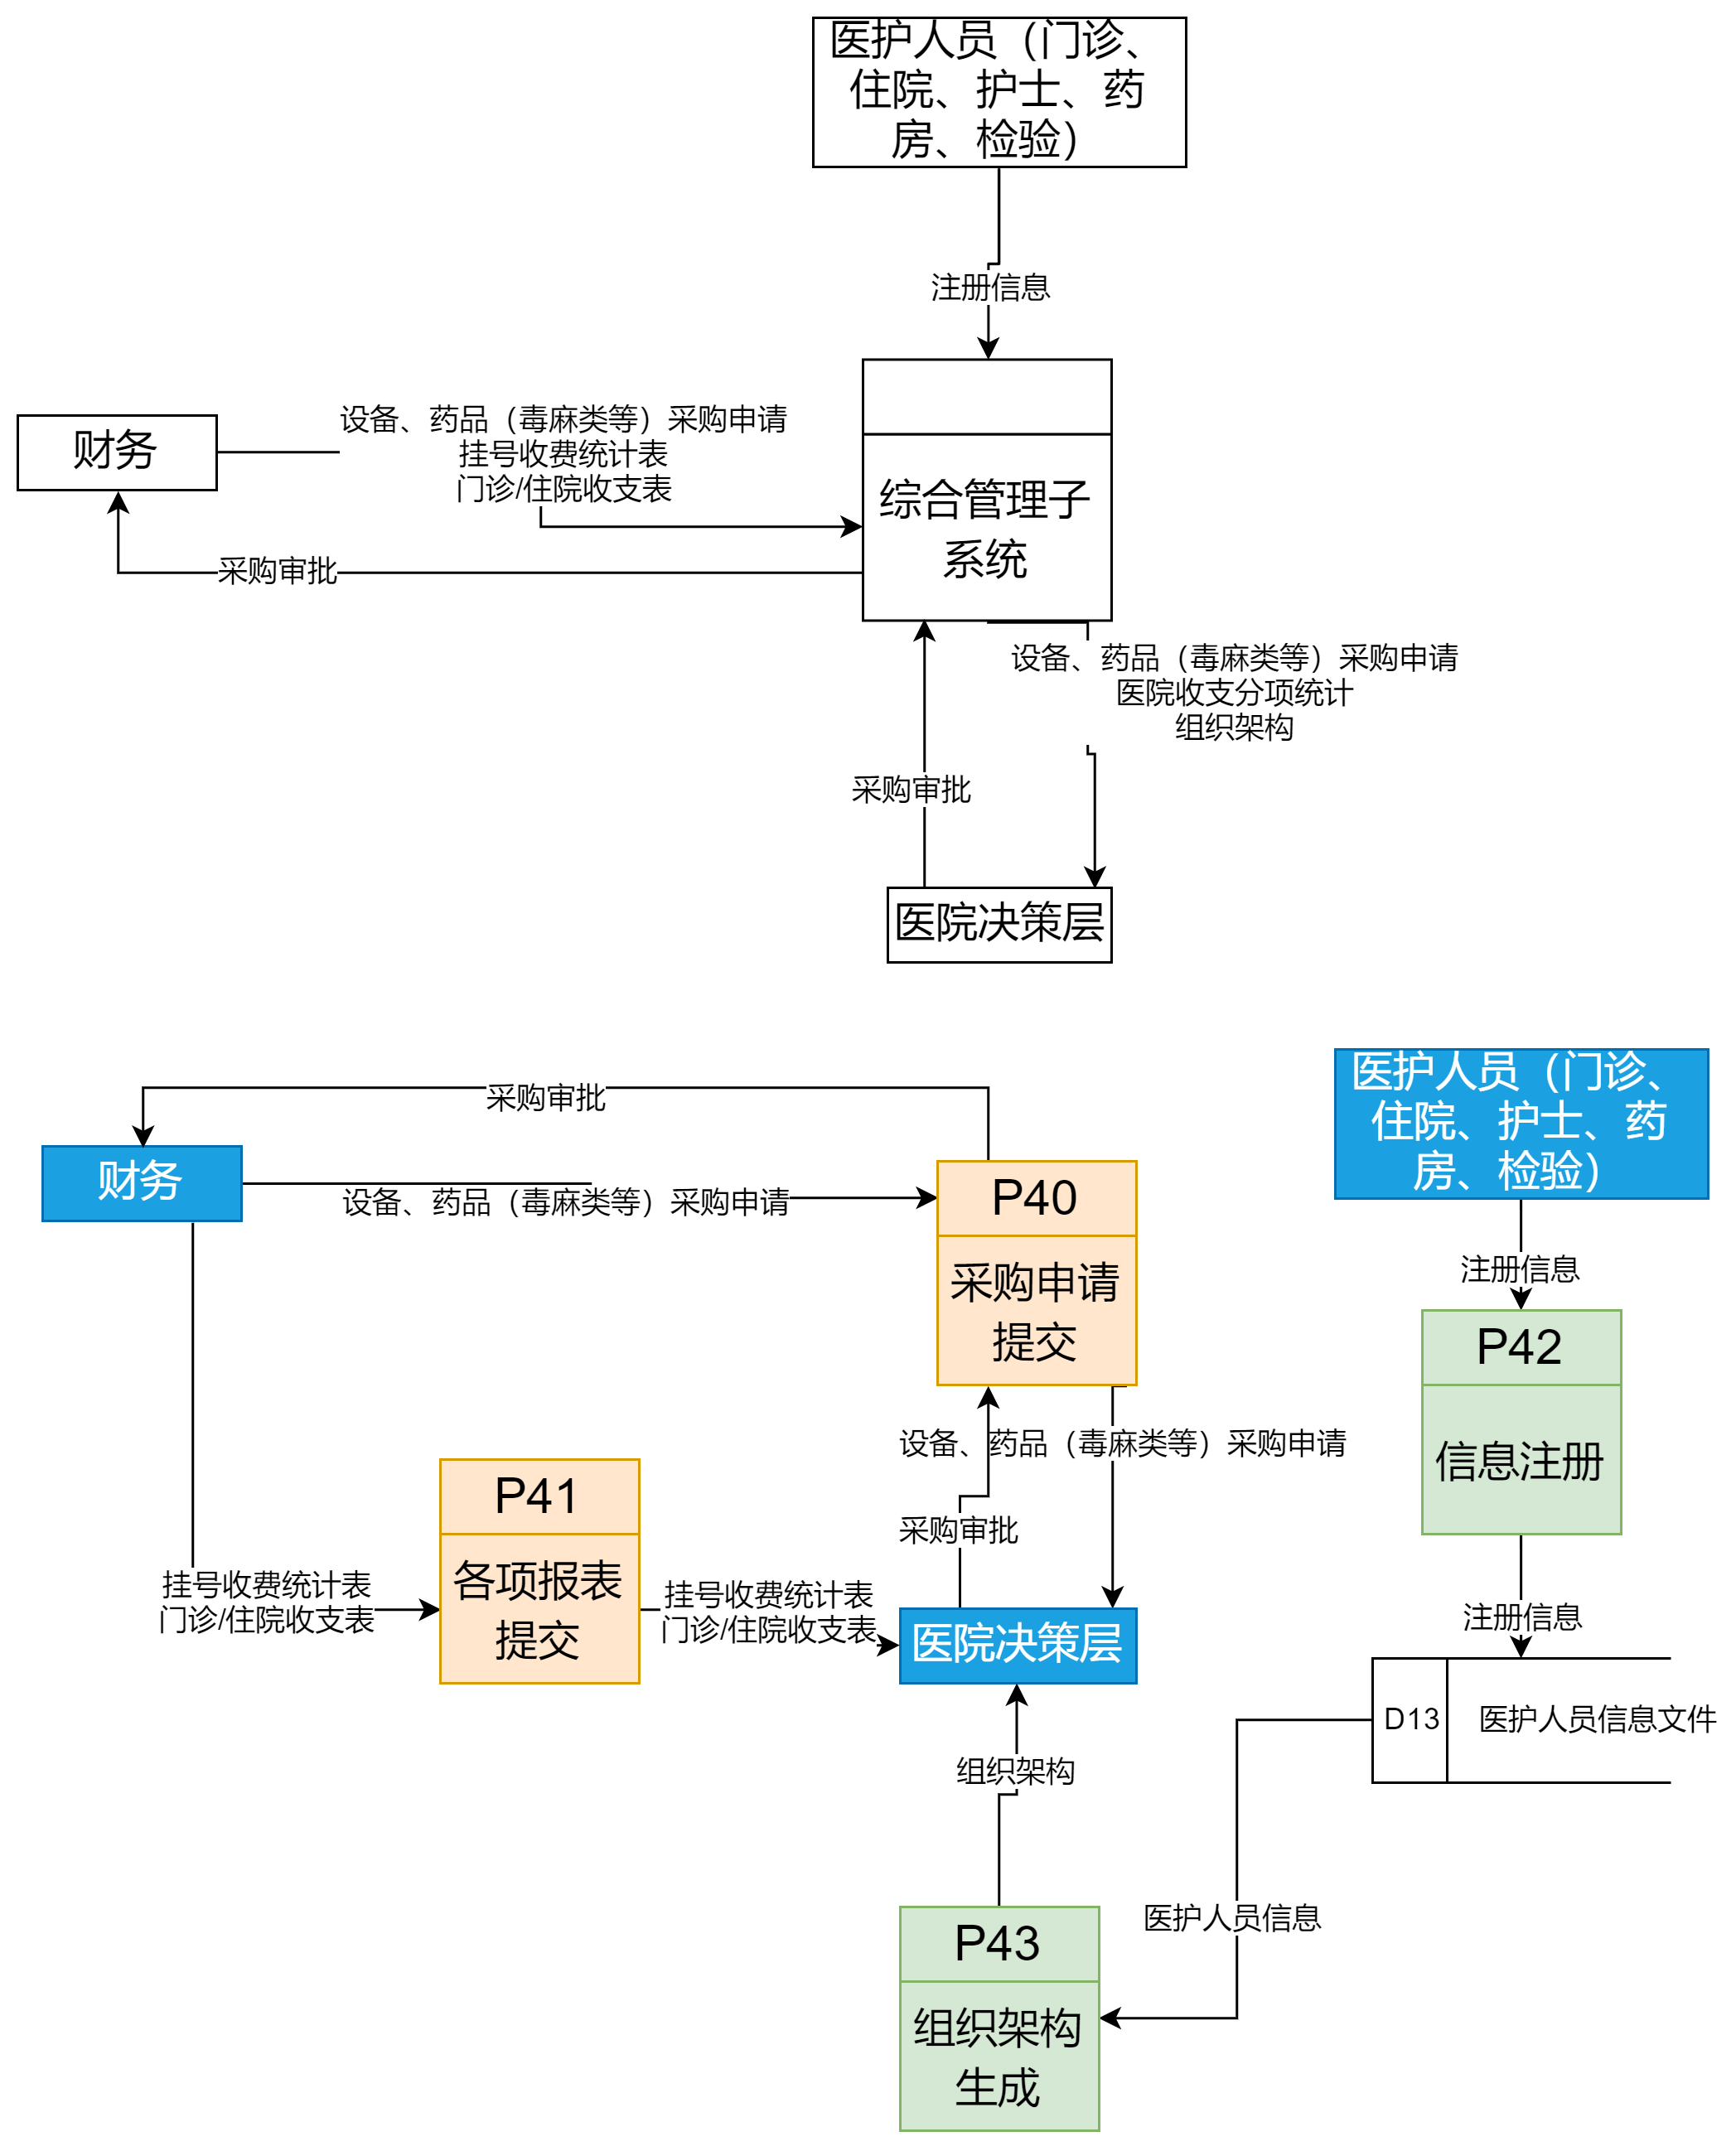 医护人员（门诊、
住院、护士、药
房、检验）
注册信息
财务
设备、药品（毒麻类等）采购申请
挂号收费统计表
门诊/住院收支表
综合管理子
系统
采购审批
设备、药品（毒麻类等）采购申请
医院收支分项统计
组织架构
采购审批
医院决策层
采购审批
医护人员（门诊、
住院、护士、药
房、检验）
财务
设备、药品（毒麻类等）采购申请
P40
采购申请
提交
注册信息
P42
信息注册
设备、药品（毒麻类等）采购申请
P41
各项报表
提交
采购审批
挂号收费统计表
门诊/住院收支表
挂号收费统计表
门诊/住院收支表
医院决策层
注册信息
D13
医护人员信息文件
组织架构
医护人员信息
P43
组织架构
生成